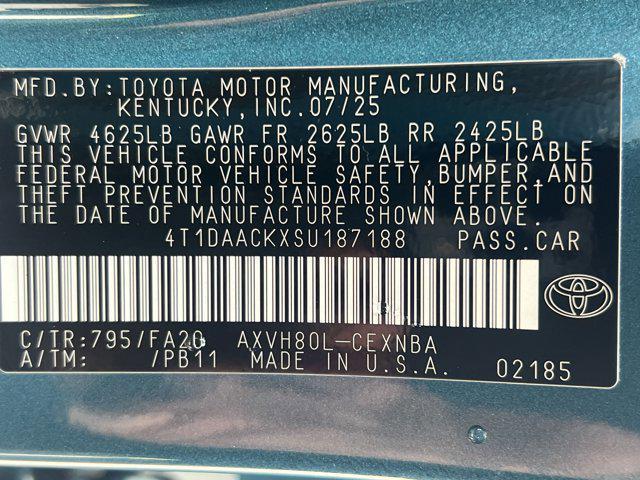 MFD.BY:TOYOTA MOTOR MANUFACTURING,
KENTUCKY,INC.07/25
GVWR 4625LB GAWR FR 2625LB RR 2425LB
THIS VEHICLE CONFORMS TO ALL APPLICABLE
FEDERAL MOTOR VEHICLE SAFETY,BUMPER,AND
THEFT PREVENTION STANDARDS IN EFFECT ON
THE DATE OF MANUFACTURE SHOWN ABOVE.
4T1DAACKXSU187188 PASS.CAR
C/TR:795/FA20 AXVH80L-CEXNBA
A/TM: /PB11 MADE IN U.S.A. 02185